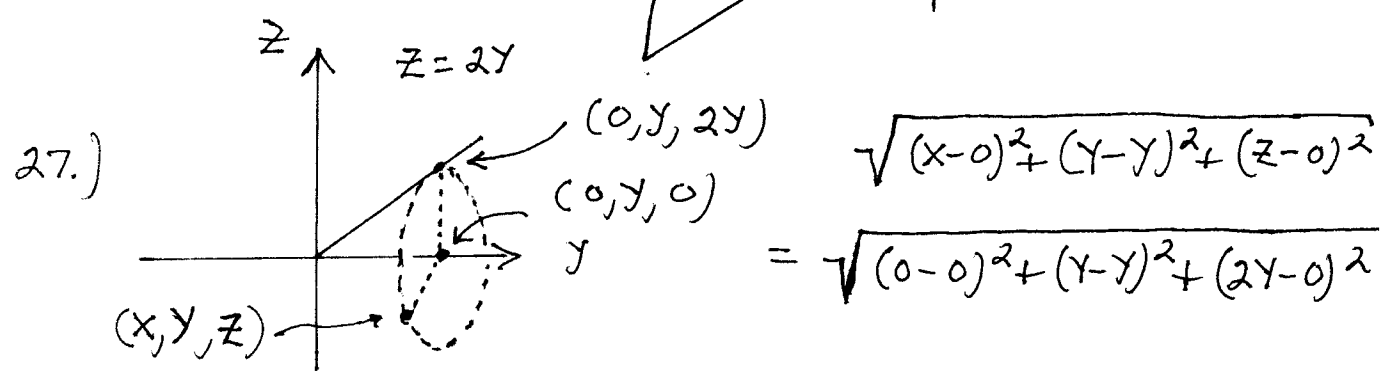 Z
Z = 2Y
(0, Y, 2Y)
27.)
√((X-0)²+(Y-Y)²+(Z-0)²
(0, Y, 0)
Y
= √((0-0)²+(Y-Y)²+(2Y-0)²
(X, Y, Z)